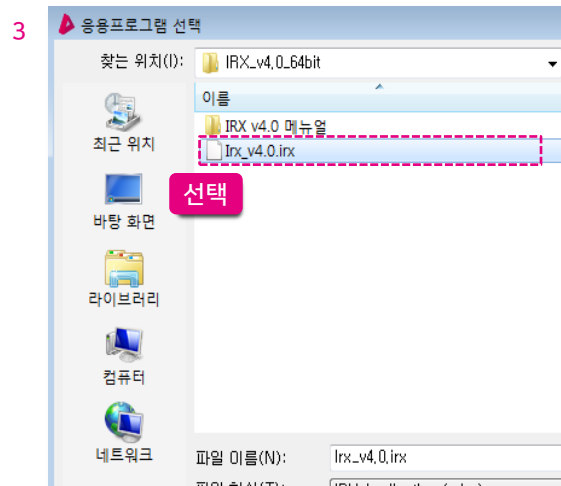 3
응용프로그램 선택
찾는 위치(I):
IRX_v4.0_64bit
이름
IRX v4.0 메뉴얼
Irx_v4.0.irx
선택
최근 위치
바탕 화면
라이브러리
컴퓨터
네트워크
파일 이름(N):
Irx_v4.0.irx